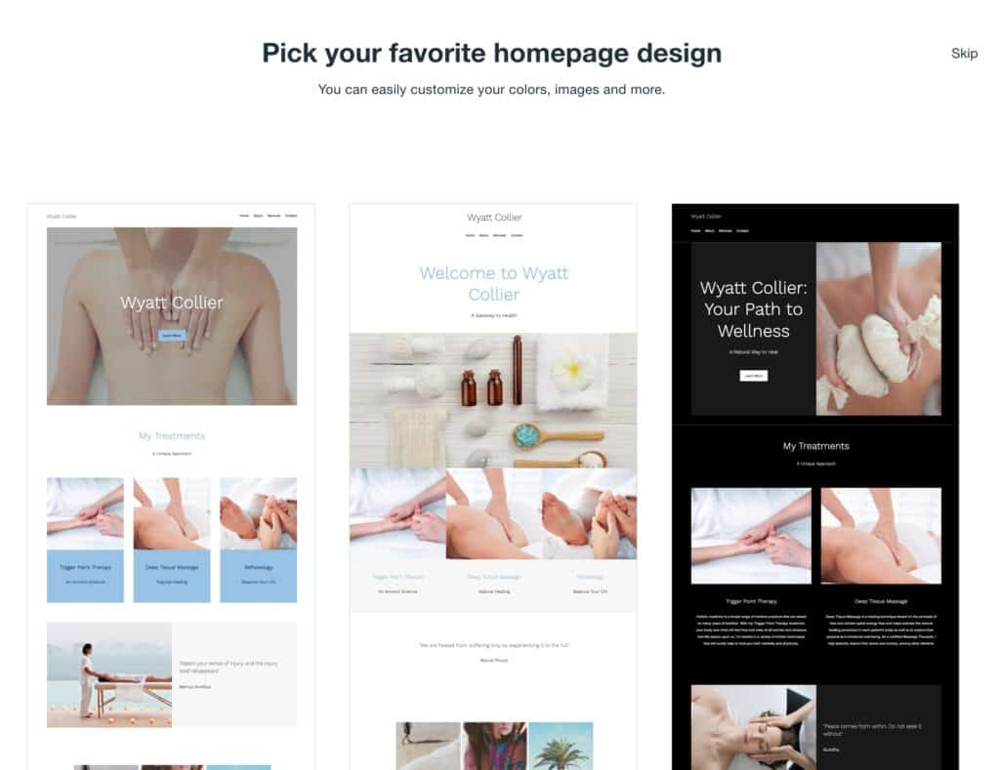 Pick your favorite homepage design
Skip
You can easily customize your colors, images and more.
Wyatt Collier
Home About Services Contact
Wyatt Collier
Learn More
My Treatments
A Unique Approach
Trigger Point Therapy
An Ancient Science
Deep Tissue Massage
Natural Healing
Reflexology
Balance Your Chi
"Reject your sense of injury and the injury
itself disappears"
Marcus Aurelius
Wyatt Collier
Home About Services Contact
Welcome to Wyatt
Collier
A Gateway to Health
Trigger Point Therapy
An Ancient Science
Deep Tissue Massage
Natural Healing
Reflexology
Balance Your Chi
"We are healed from suffering only by experiencing it to the full"
Marcel Proust
Wyatt Collier
Home About Services Contact
Wyatt Collier:
Your Path to
Wellness
A Natural Way to Heal
Learn More
My Treatments
A Unique Approach
Trigger Point Therapy
Deep Tissue Massage
"Peace comes from within. Do not seek it
without"
Buddha